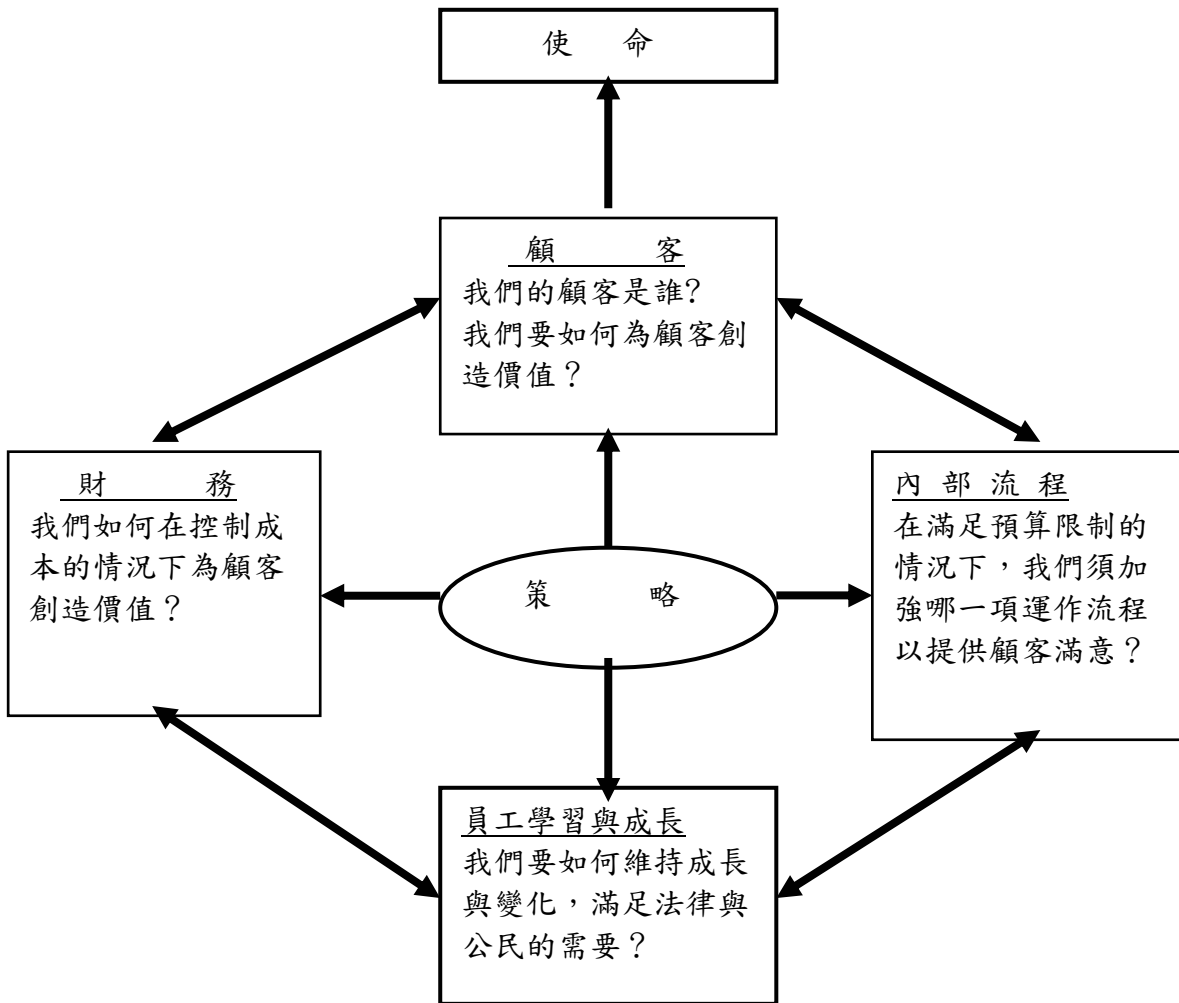 使 命
顧 客
我們的顧客是誰?
我們要如何為顧客創
造價值？
財 務
我們如何在控制成
本的情況下為顧客
創造價值？
策 略
內 部 流 程
在滿足預算限制的
情況下，我們須加
強哪一項運作流程
以提供顧客滿意？
員工學習與成長
我們要如何維持成長
與變化，滿足法律與
公民的需要？